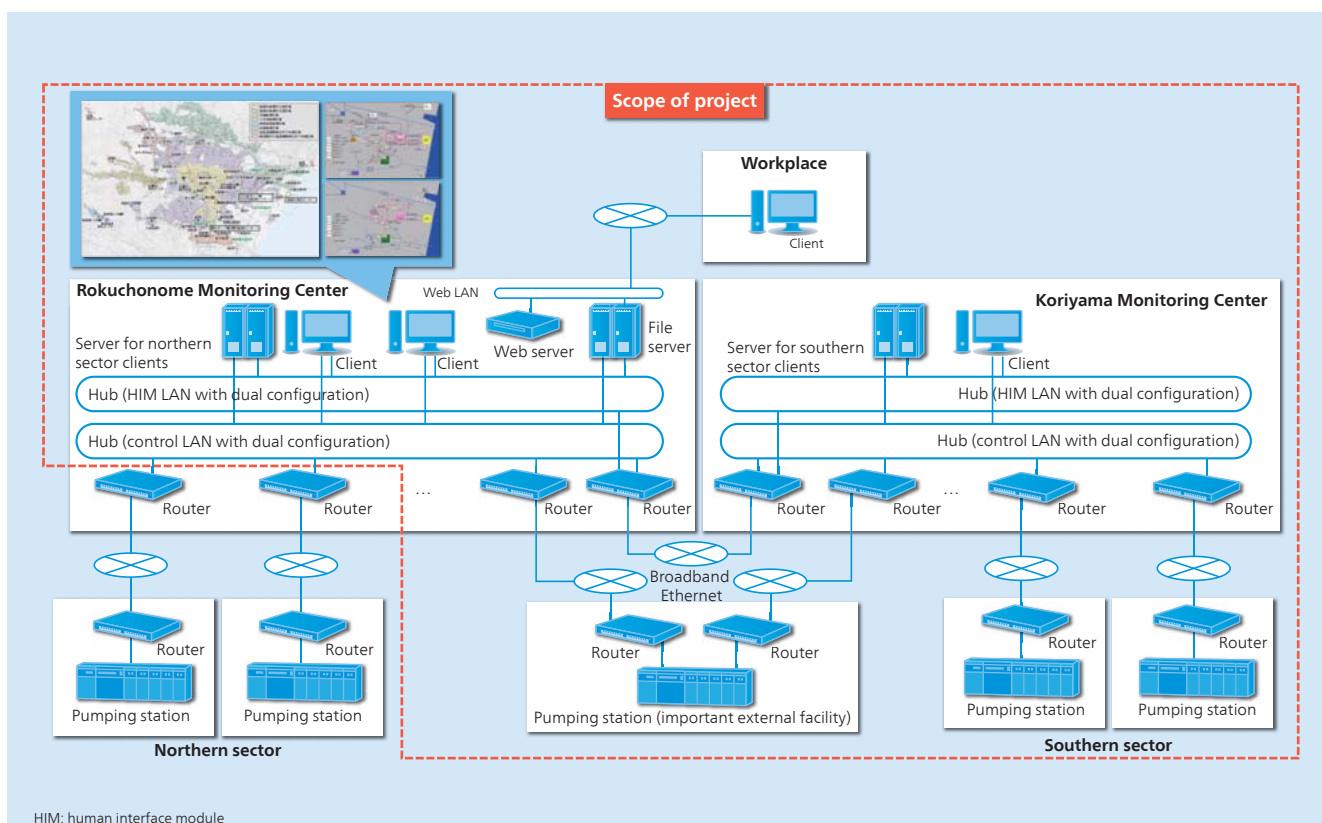 Scope of project
Workplace
Client
Rokuchonome Monitoring Center
Web LAN
Server for northern
sector clients
Client
Client
Web server
File
server
Hub (HIM LAN with dual configuration)
Hub (control LAN with dual configuration)
Router
Router
…
Router
Router
Koriyama Monitoring Center
Server for southern
sector clients
Client
Hub (HIM LAN with dual configuration)
Hub (control LAN with dual configuration)
Router
Router
…
Router
Router
Broadband
Ethernet
Router
Pumping station
Router
Pumping station
Northern sector
Router
Router
Pumping station (important external facility)
Router
Pumping station
Router
Pumping station
Southern sector
HIM: human interface module